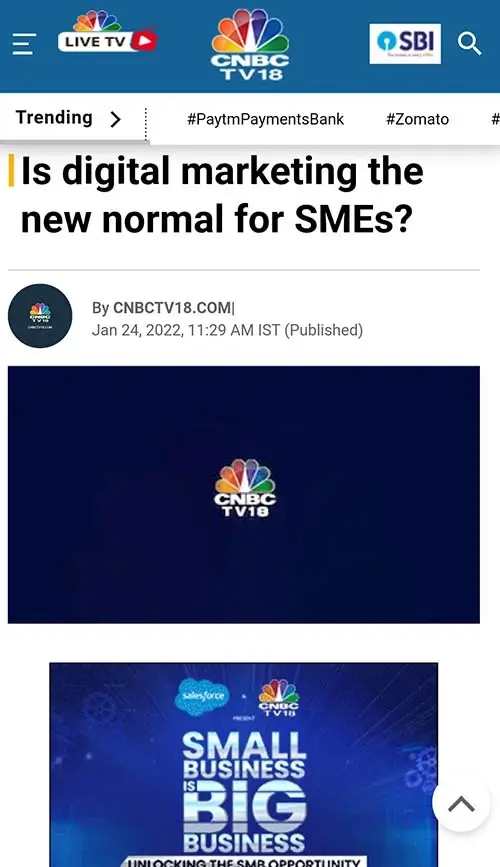 LIVE TV
CNBC
TV18
SBI
Trending
#PaytmPaymentsBank
#Zomato
#
Is digital marketing the
new normal for SMEs?
By CNBCTV18.COM|
Jan 24, 2022, 11:29 AM IST (Published)
CNBC
TV18
salesforce
CNBC
TV18
PRESENT
SMALL
BUSINESS
IS
BIG
BUSINESS
UNLOCKING THE SMB OPPORTUNITY